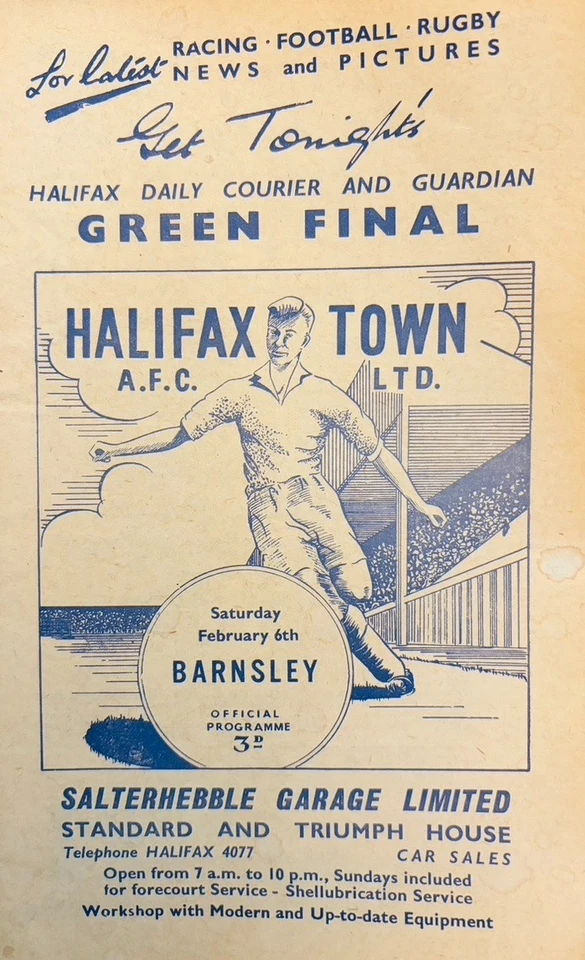 For latest RACING · FOOTBALL · RUGBY
NEWS and PICTURES
Get Tonight's
HALIFAX DAILY COURIER AND GUARDIAN
GREEN FINAL
HALIFAX TOWN
A.F.C. LTD.
Saturday
February 6th
BARNSLEY
OFFICIAL
PROGRAMME
3D
SALTERHEBBLE GARAGE LIMITED
STANDARD AND TRIUMPH HOUSE
Telephone HALIFAX 4077 CAR SALES
Open from 7 a.m. to 10 p.m., Sundays included
for forecourt Service - Shellubrication Service
Workshop with Modern and Up-to-date Equipment